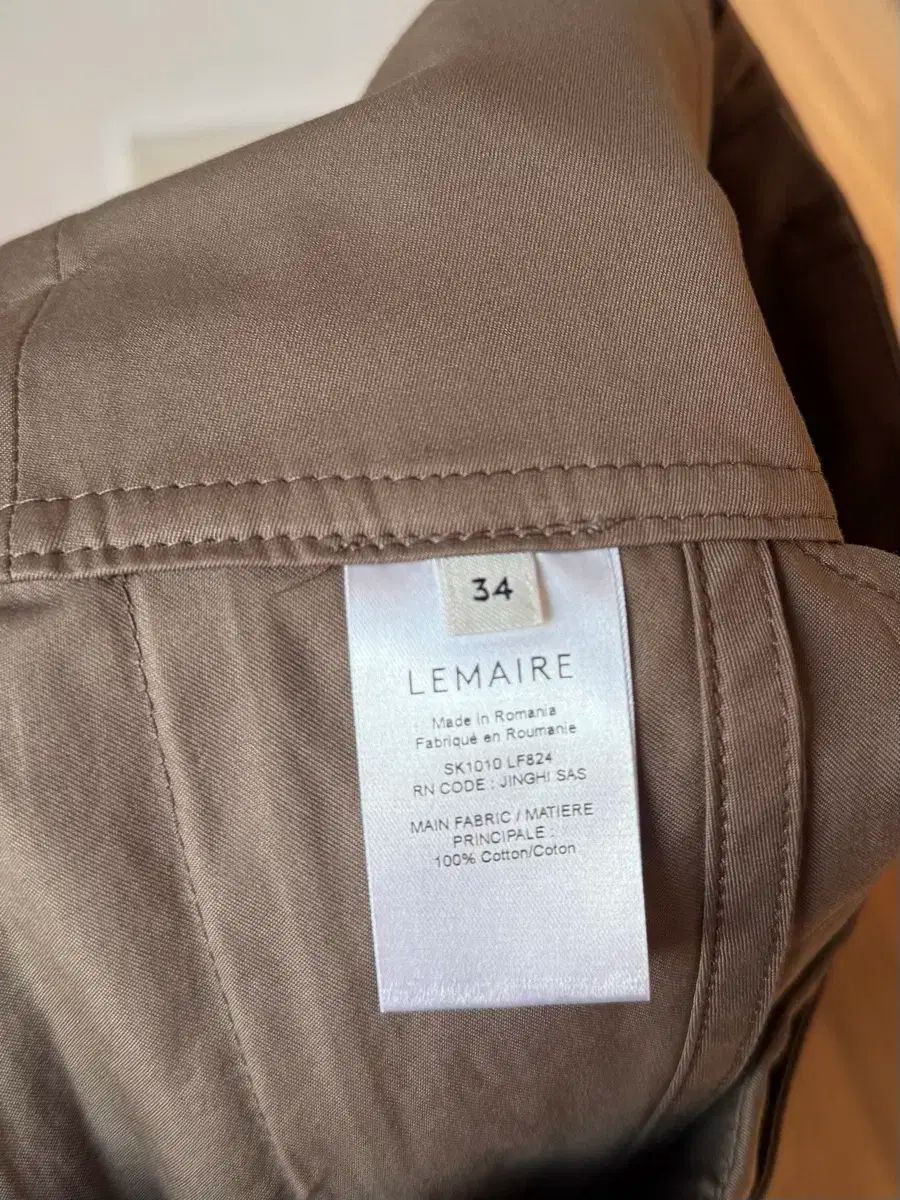 34
LEMAIRE
Made in Romania
Fabriqué en Roumanie
SK1010 LF824
RN CODE : JINGHI SAS
MAIN FABRIC / MATIERE
PRINCIPALE :
100% Cotton/Coton